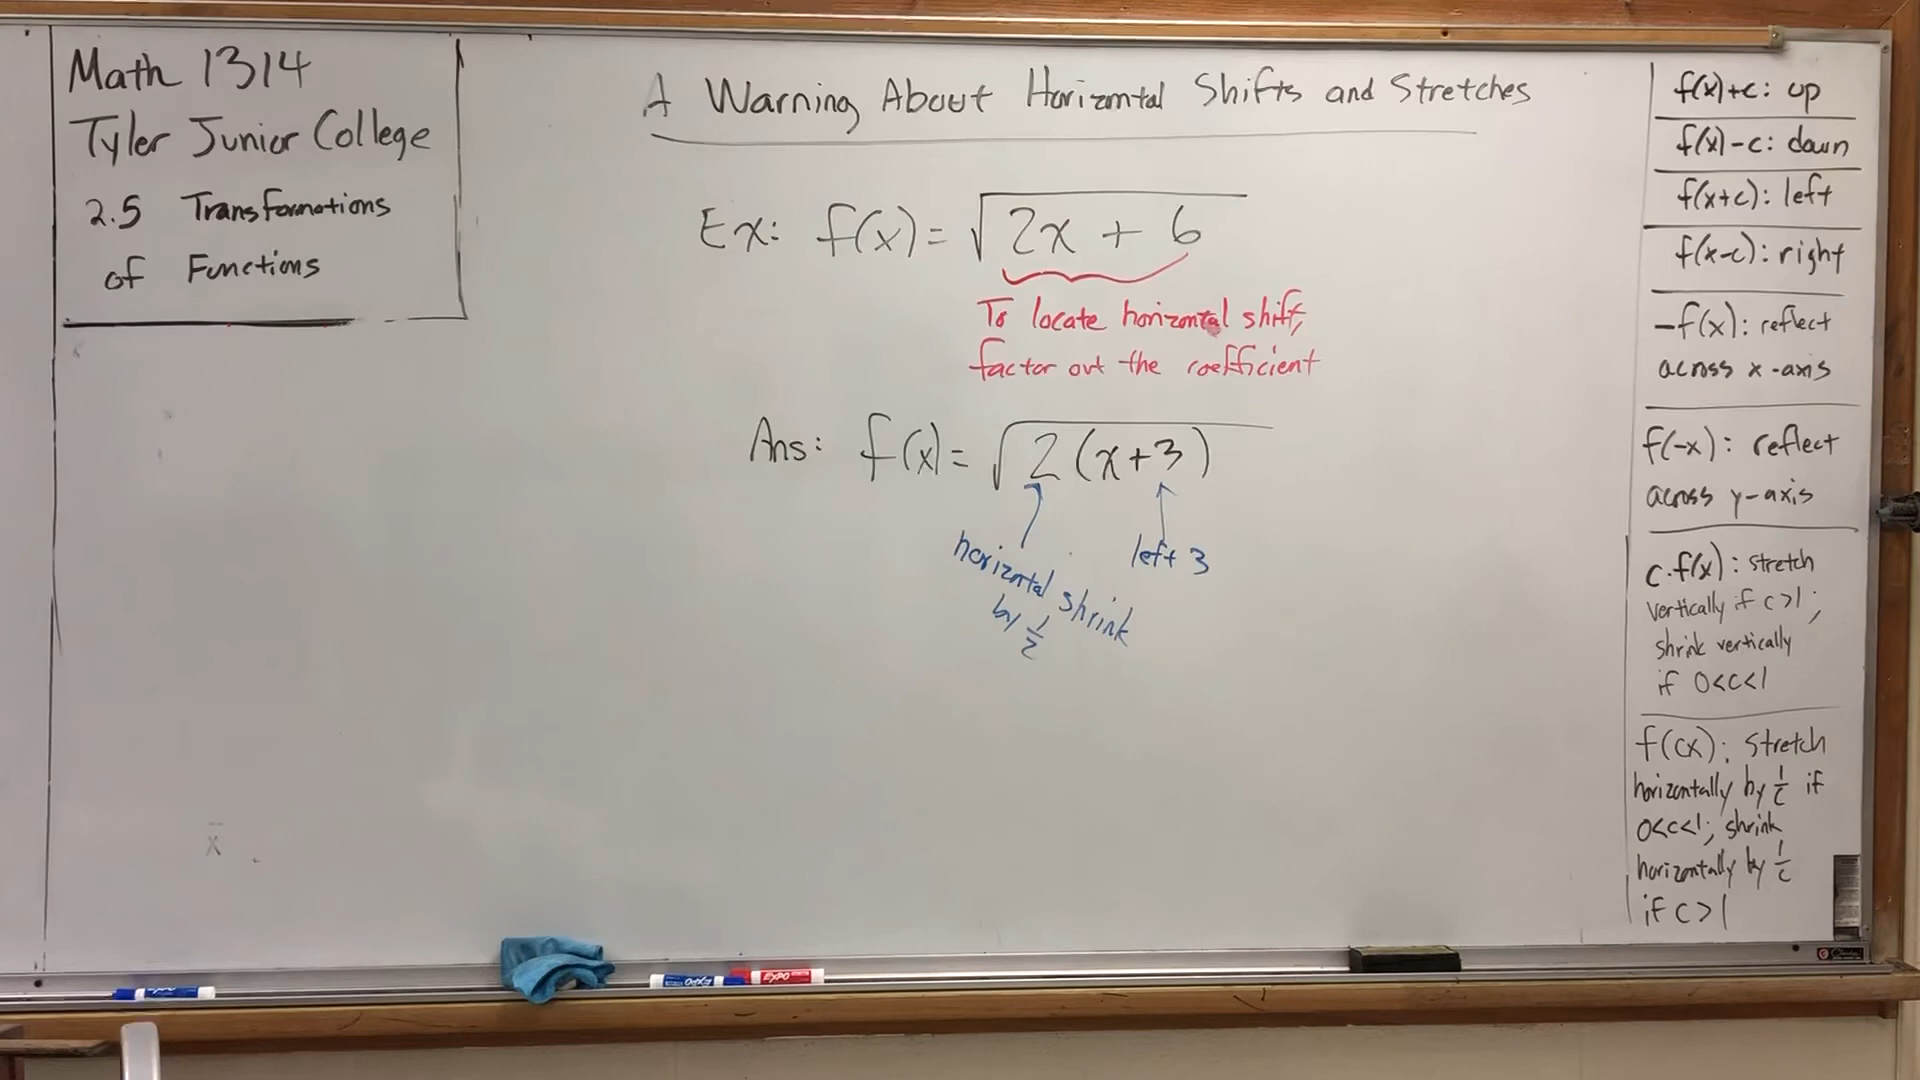 Math 1314
Tyler Junior College
2.5 Transformations
of Functions
A Warning About Horizontal Shifts and Stretches
Ex: f(x) = √2x + 6
To locate horizontal shift,
factor out the coefficient
Ans: f(x) = √2(x+3)
horizontal shrink
by 1/2
left 3
f(x)+c: up
f(x)-c: down
f(x+c): left
f(x-c): right
-f(x): reflect
across x-axis
f(-x): reflect
across y-axis
c·f(x): stretch
vertically if c>1;
shrink vertically
if 0<c<1
f(cx): stretch
horizontally by 1/c if
0<c<1; shrink
horizontally by 1/c
if c>1
x̄
EXPO
EXPO
EXPO